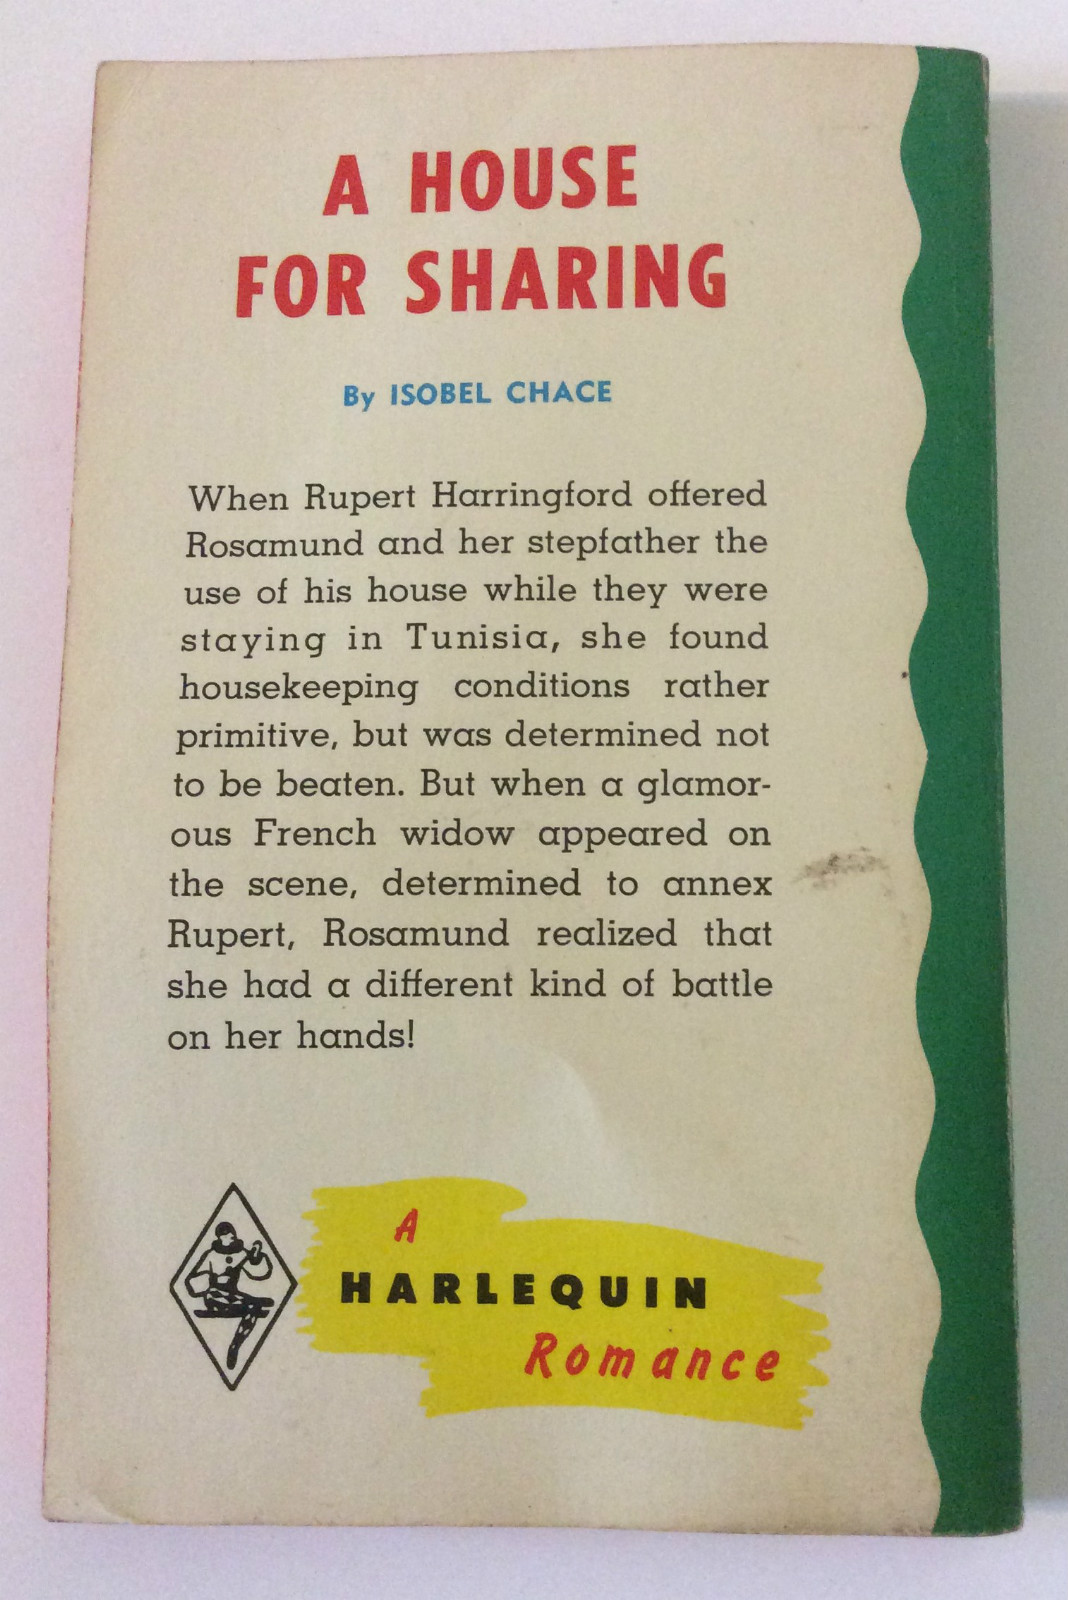 A HOUSE
FOR SHARING
By ISOBEL CHACE
When Rupert Harringford offered
Rosamund and her stepfather the
use of his house while they were
staying in Tunisia, she found
housekeeping conditions rather
primitive, but was determined not
to be beaten. But when a glamor-
ous French widow appeared on
the scene, determined to annex
Rupert, Rosamund realized that
she had a different kind of battle
on her hands!
A
HARLEQUIN
Romance